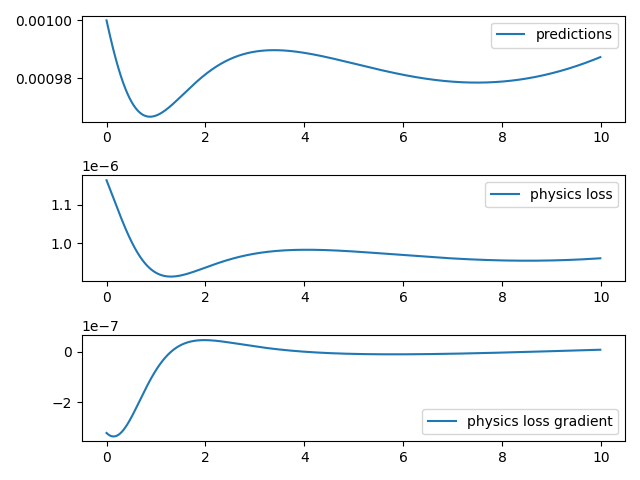 0.00100
0.00098
predictions
0 2 4 6 8 10
1e−6
1.1
1.0
physics loss
0 2 4 6 8 10
1e−7
0
−2
physics loss gradient
0 2 4 6 8 10